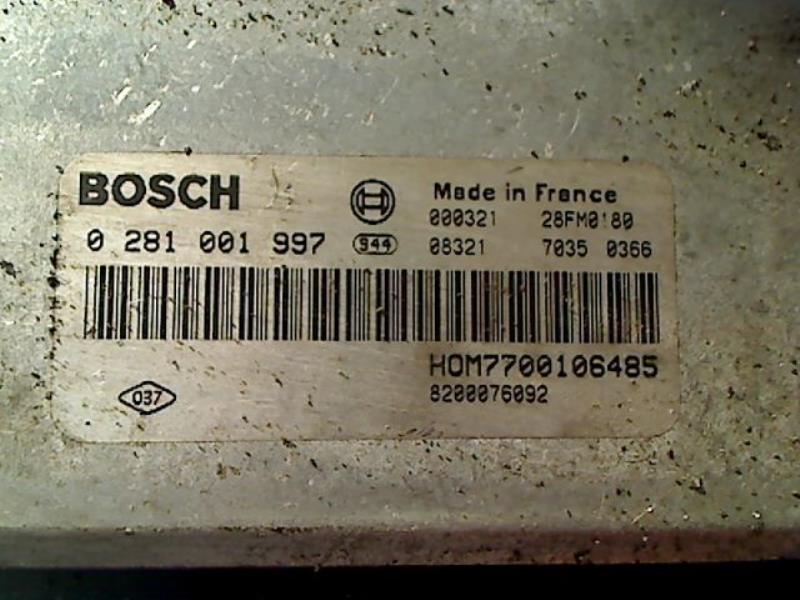 BOSCH
Made in France
000321 28FM0180
0 281 001 997 944 08321 7035 0366
HOM7700106485
037 8200076092